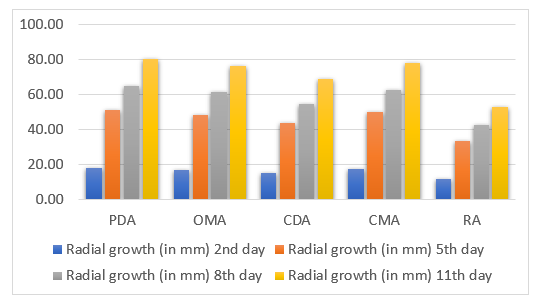 100.00
80.00
60.00
40.00
20.00
0.00
PDA OMA CDA CMA RA
Radial growth (in mm) 2nd day Radial growth (in mm) 5th day
Radial growth (in mm) 8th day Radial growth (in mm) 11th day